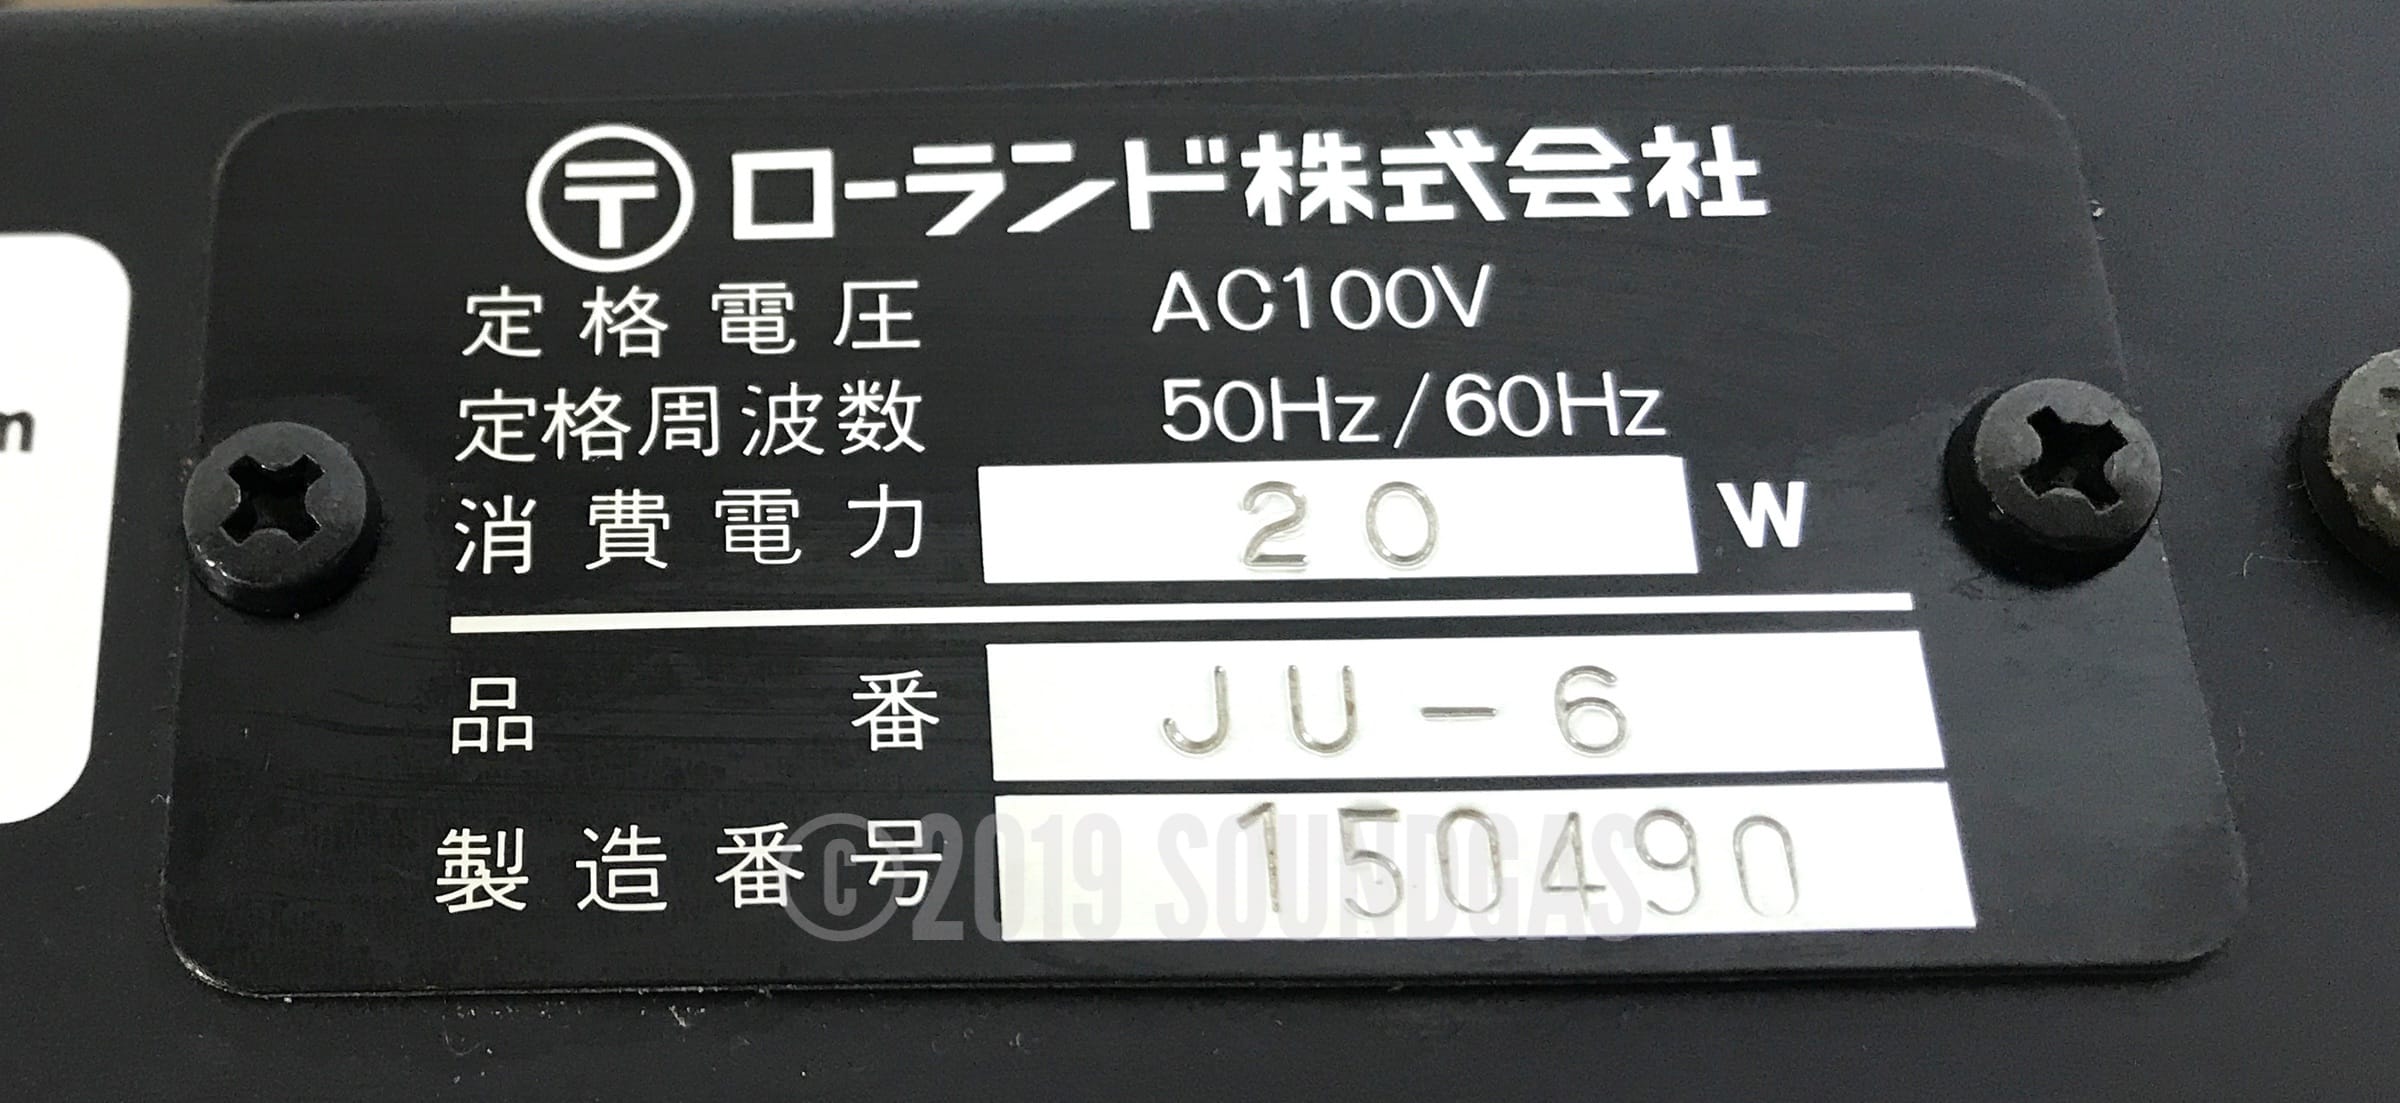 〒 ローランド株式会社
定格電圧 AC100V
定格周波数 50Hz/60Hz
消費電力 20 W
品番 JU-6
製造番号 150490
©2019 SOUNDGAS
m